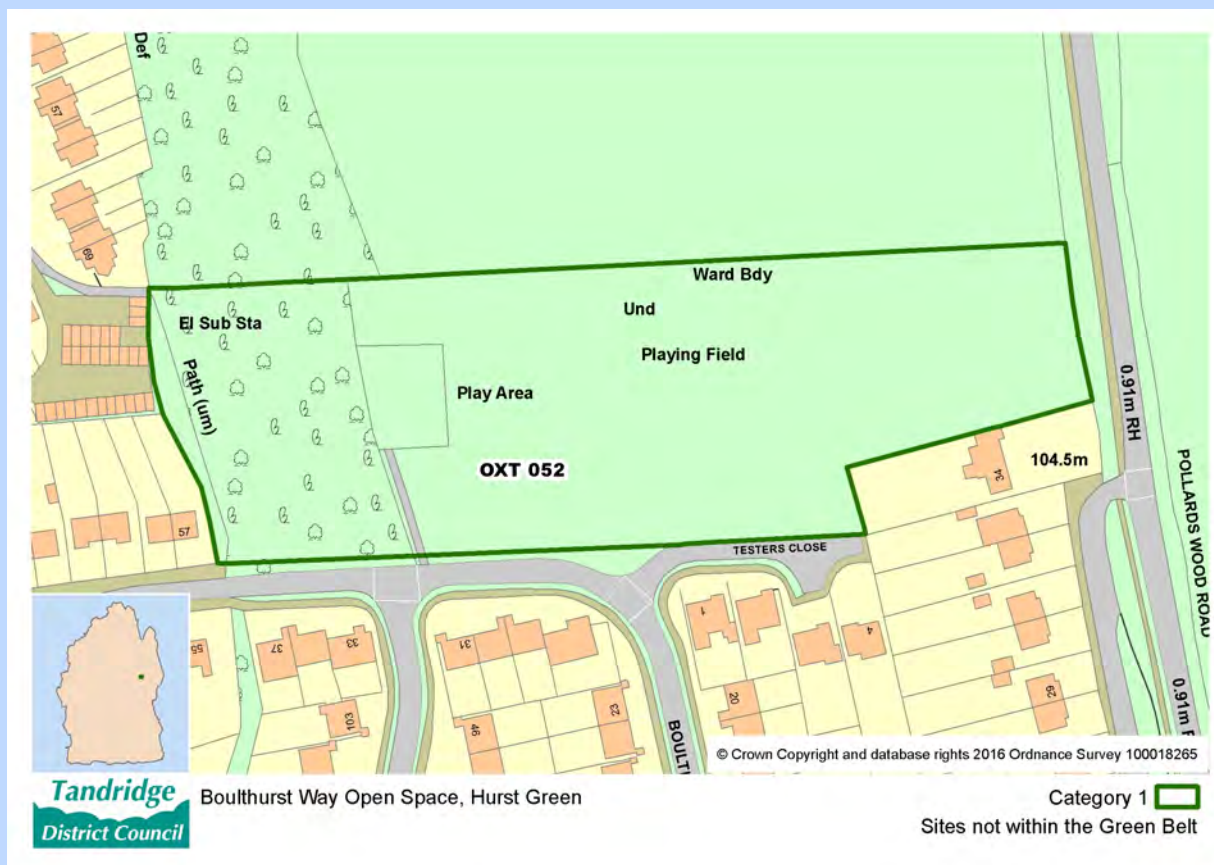 Def
57
69
Ward Bdy
Und
El Sub Sta
Playing Field
Path (um)
Play Area
OXT 052
0.91m RH
34
104.5m
POLLARDS WOOD ROAD
57
TESTERS CLOSE
55
37
33
31
1
4
103
46
23
20
29
BOULT
0.91m R
© Crown Copyright and database rights 2016 Ordnance Survey 100018265
Tandridge
District Council
Boulthurst Way Open Space, Hurst Green
Category 1
Sites not within the Green Belt